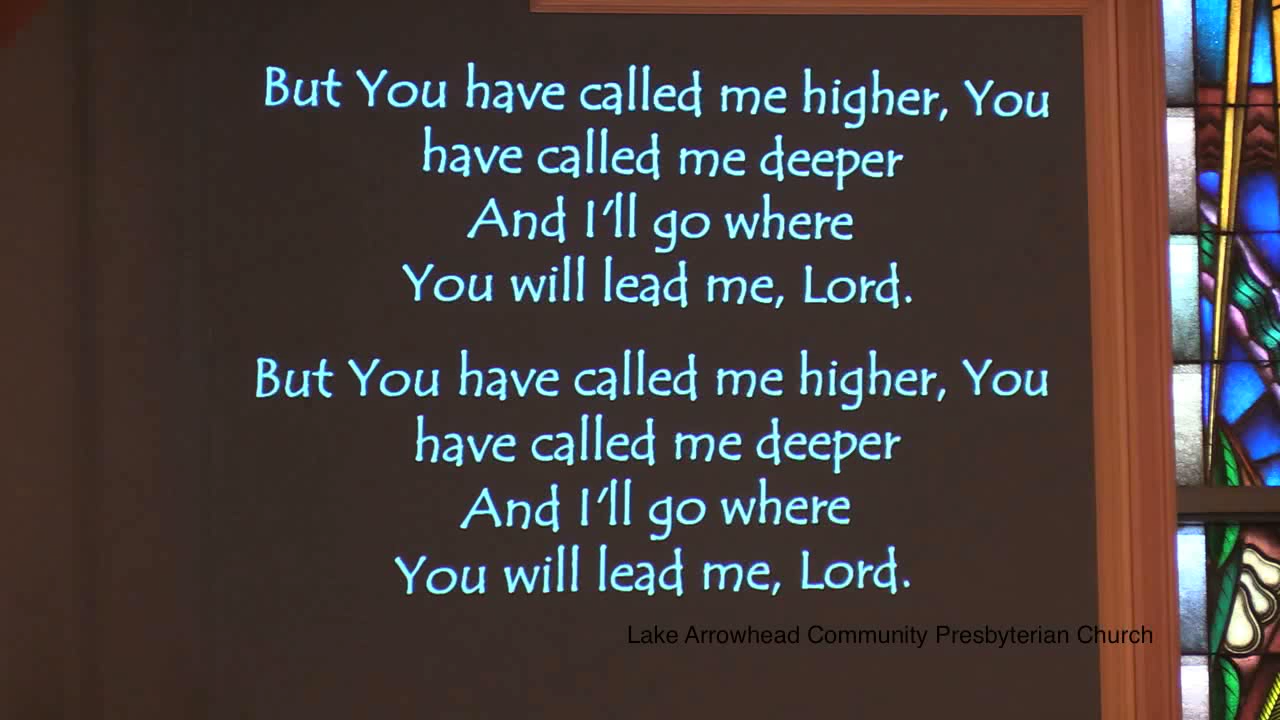 But You have called me higher, You
have called me deeper
And I'll go where
You will lead me, Lord.
But You have called me higher, You
have called me deeper
And I'll go where
You will lead me, Lord.
Lake Arrowhead Community Presbyterian Church